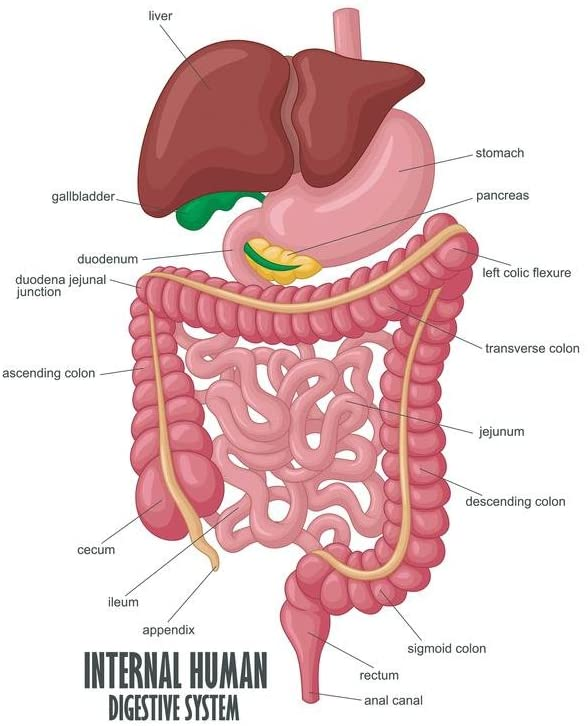 liver
stomach
gallbladder
pancreas
duodenum
left colic flexure
duodena jejunal
junction
transverse colon
ascending colon
jejunum
descending colon
cecum
ileum
appendix
sigmoid colon
rectum
anal canal
INTERNAL HUMAN
DIGESTIVE SYSTEM